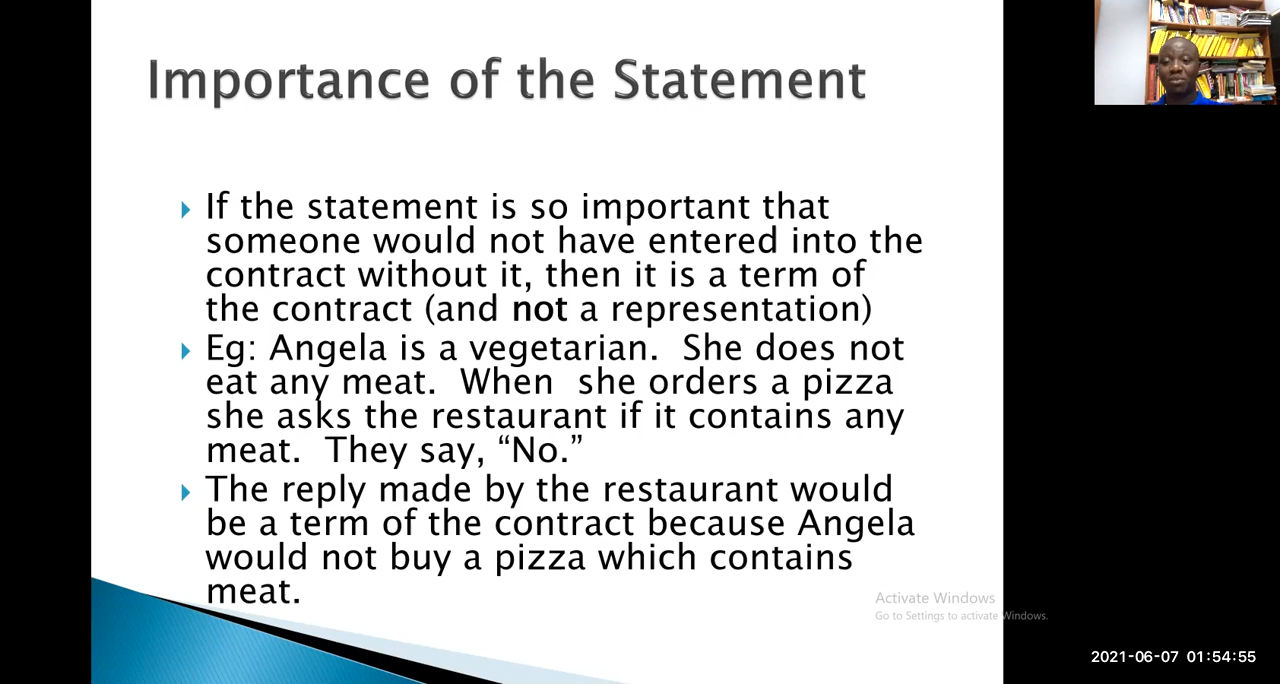 Importance of the Statement
If the statement is so important that
someone would not have entered into the
contract without it, then it is a term of
the contract (and not a representation)
Eg: Angela is a vegetarian.  She does not
eat any meat.  When  she orders a pizza
she asks the restaurant if it contains any
meat.  They say, “No.”
The reply made by the restaurant would
be a term of the contract because Angela
would not buy a pizza which contains
meat.
Activate Windows
Go to Settings to activate Windows.
2021-06-07 01:54:55